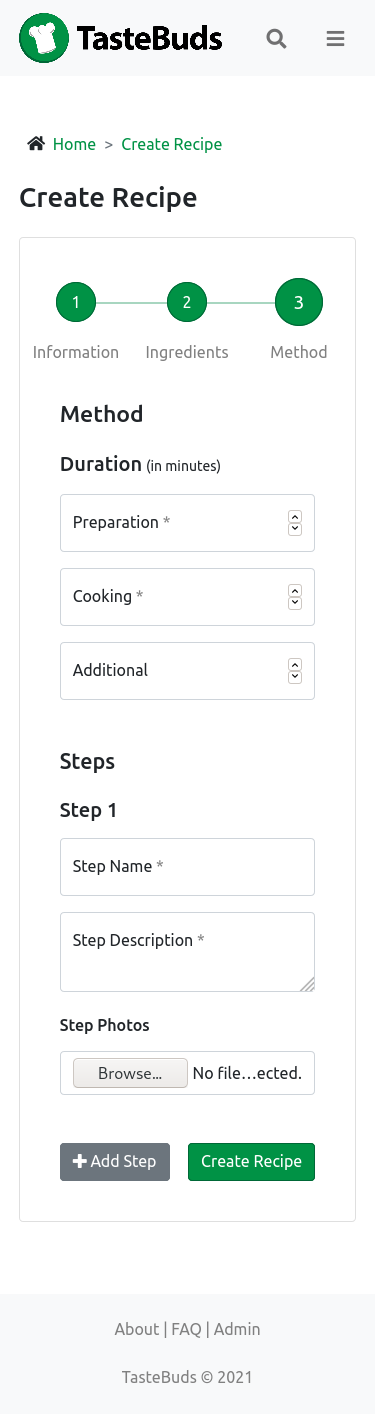 TasteBuds
Home > Create Recipe
Create Recipe
1 2 3
Information Ingredients Method
Method
Duration (in minutes)
Preparation *
Cooking *
Additional
Steps
Step 1
Step Name *
Step Description *
Step Photos
Browse... No file…ected.
Add Step Create Recipe
About | FAQ | Admin
TasteBuds © 2021